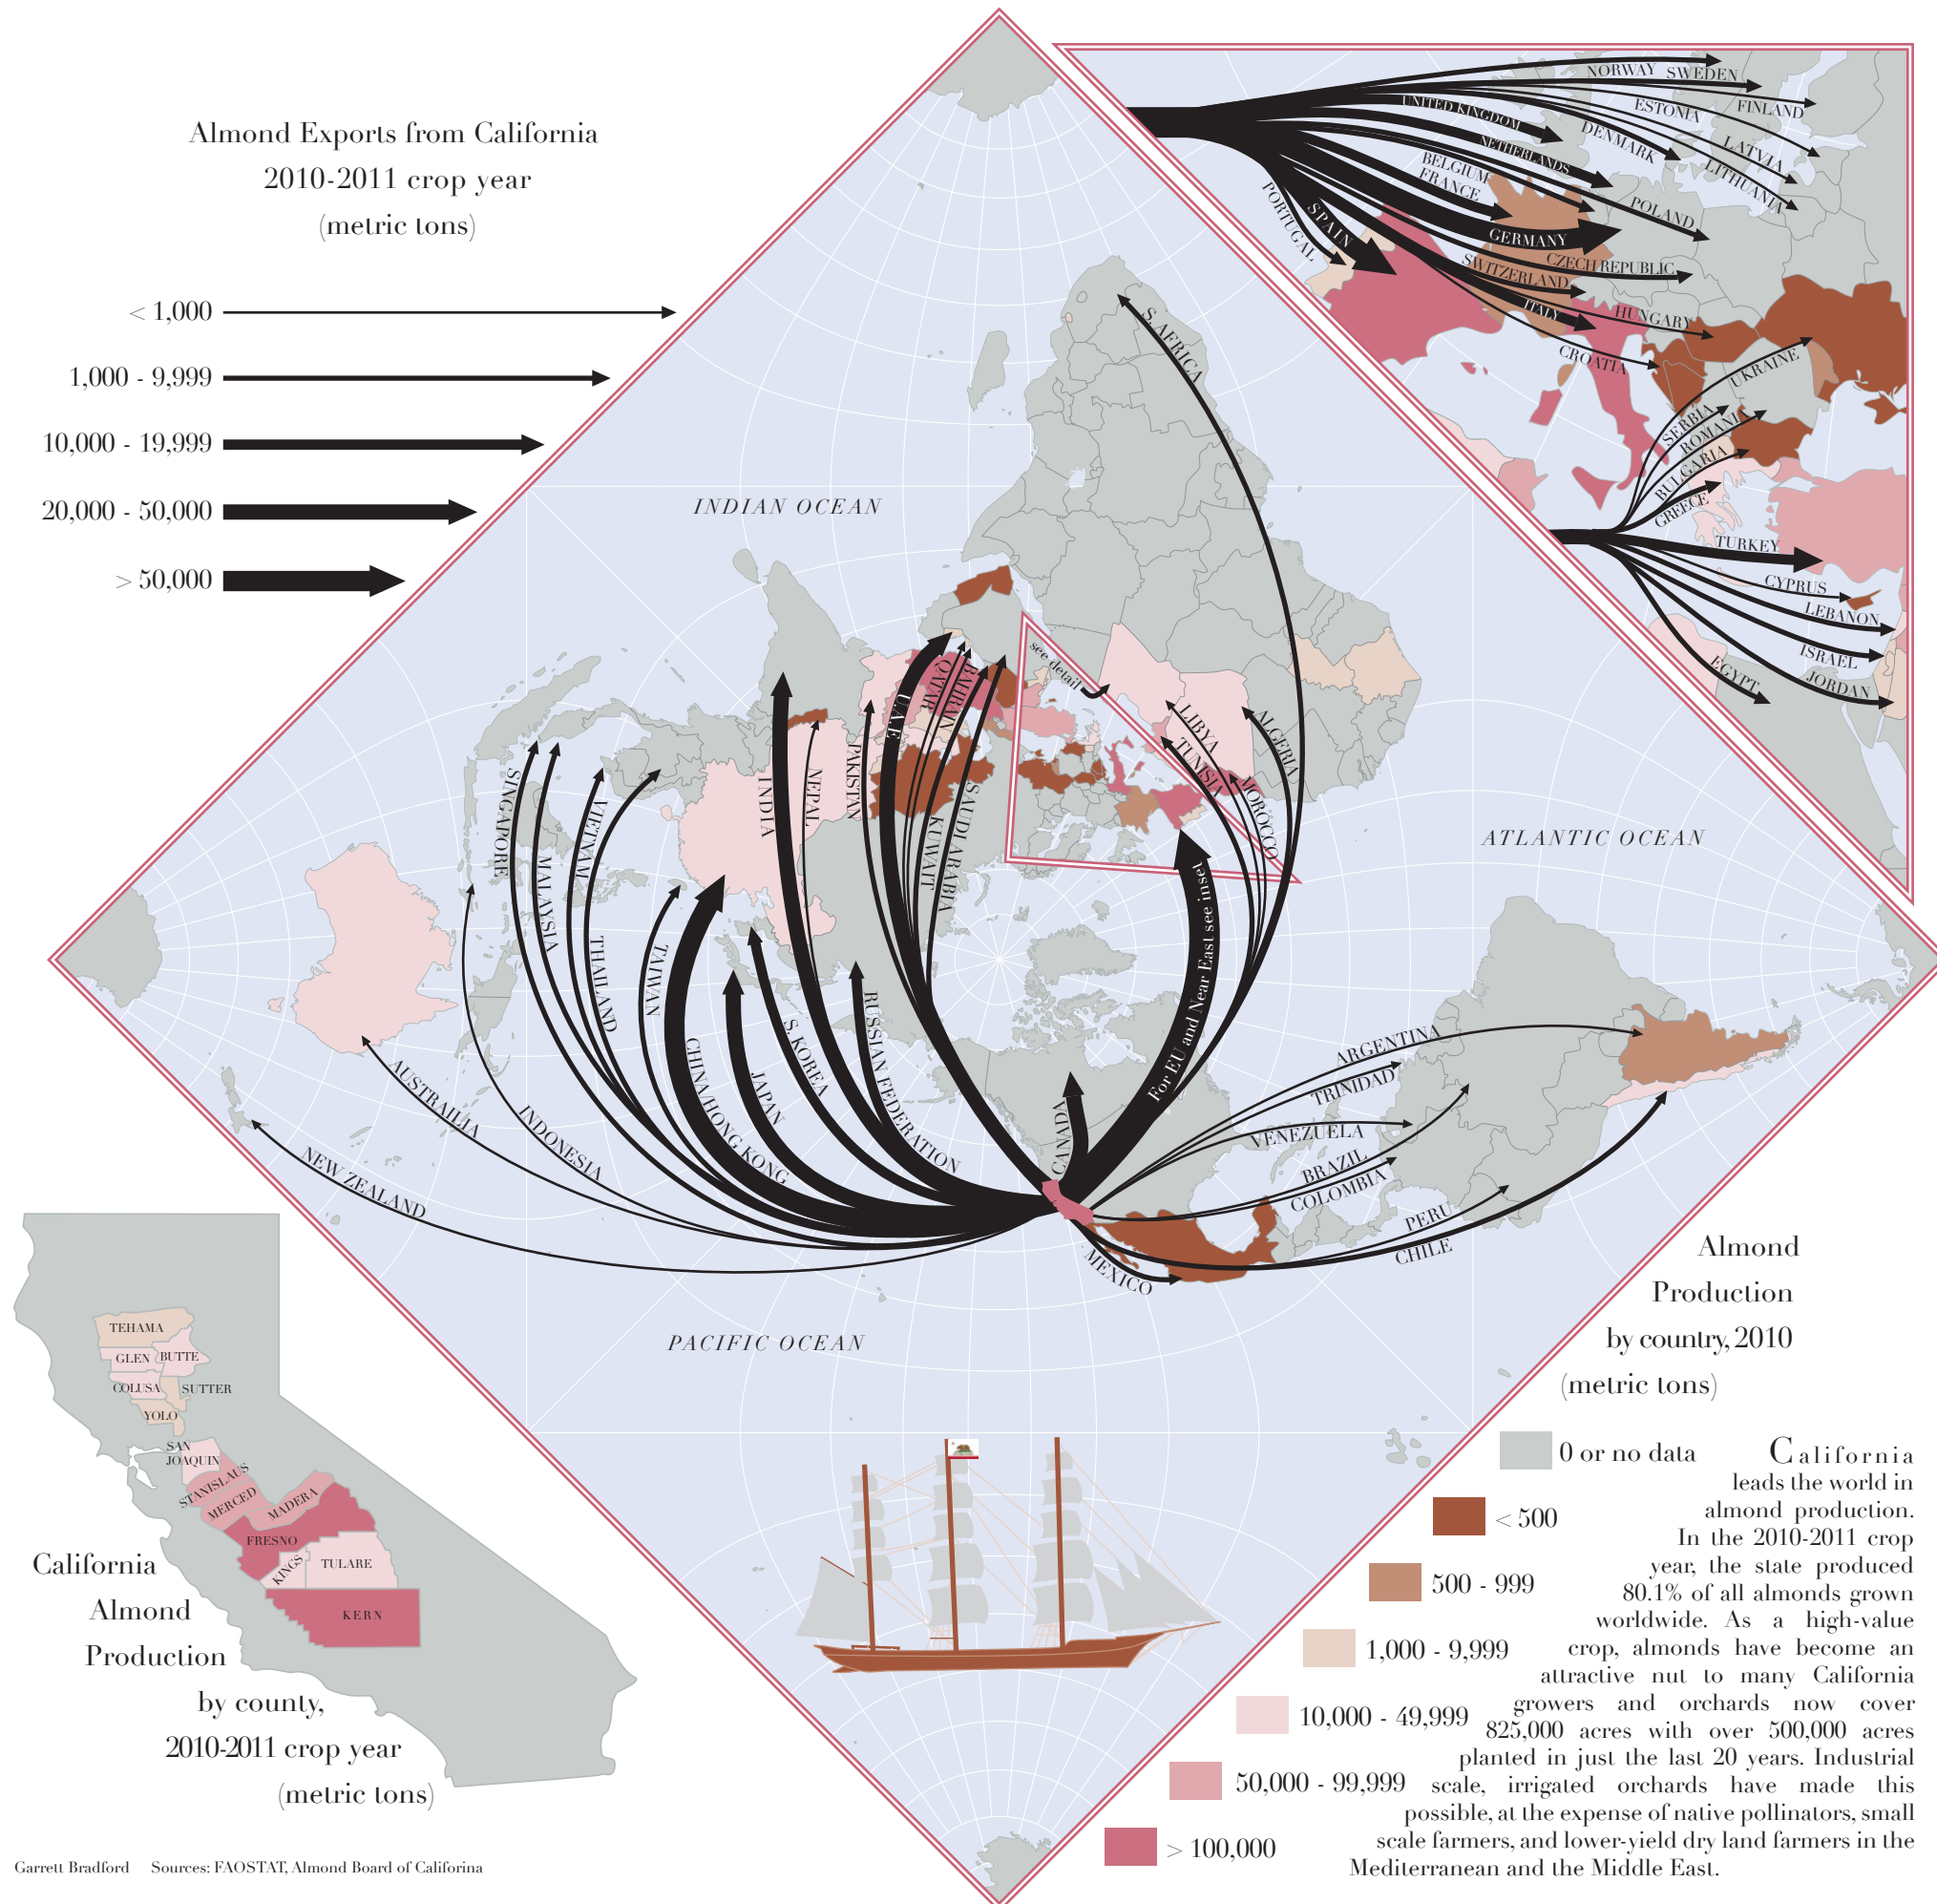 Almond Exports from California
2010-2011 crop year
(metric tons)
< 1,000
1,000 - 9,999
10,000 - 19,999
20,000 - 50,000
> 50,000
NORWAY
SWEDEN
FINLAND
ESTONIA
UNITED KINGDOM
DENMARK
LATVIA
LITHUANIA
NETHERLANDS
BELGIUM
FRANCE
POLAND
PORTUGAL
SPAIN
GERMANY
CZECH REPUBLIC
SWITZERLAND
ITALY
HUNGARY
CROATIA
UKRAINE
SERBIA
ROMANIA
BULGARIA
GREECE
TURKEY
CYPRUS
LEBANON
ISRAEL
JORDAN
EGYPT
S. AFRICA
INDIAN OCEAN
see detail
LIBYA
TUNISIA
ALGERIA
MOROCCO
ATLANTIC OCEAN
SINGAPORE
MALAYSIA
VIETNAM
THAILAND
TAIWAN
INDIA
NEPAL
PAKISTAN
UAE
QATAR
BAHRAIN
KUWAIT
SAUDI ARABIA
For EU and Near East see inset
CHINA/HONG KONG
JAPAN
S. KOREA
RUSSIAN FEDERATION
CANADA
AUSTRAILIA
INDONESIA
NEW ZEALAND
ARGENTINA
TRINIDAD
VENEZUELA
BRAZIL
COLOMBIA
PERU
CHILE
MEXICO
PACIFIC OCEAN
TEHAMA
GLEN
BUTTE
COLUSA
SUTTER
YOLO
SAN
JOAQUIN
STANISLAUS
MERCED
MADERA
FRESNO
KINGS
TULARE
KERN
California
Almond
Production
by county,
2010-2011 crop year
(metric tons)
Almond
Production
by country, 2010
(metric tons)
0 or no data
< 500
500 - 999
1,000 - 9,999
10,000 - 49,999
50,000 - 99,999
> 100,000
California
leads the world in
almond production.
In the 2010-2011 crop
year, the state produced
80.1% of all almonds grown
worldwide. As a high-value
crop, almonds have become an
attractive nut to many California
growers and orchards now cover
825,000 acres with over 500,000 acres
planted in just the last 20 years. Industrial
scale, irrigated orchards have made this
possible, at the expense of native pollinators, small
scale farmers, and lower-yield dry land farmers in the
Mediterranean and the Middle East.
Garrett Bradford Sources: FAOSTAT, Almond Board of Califorina